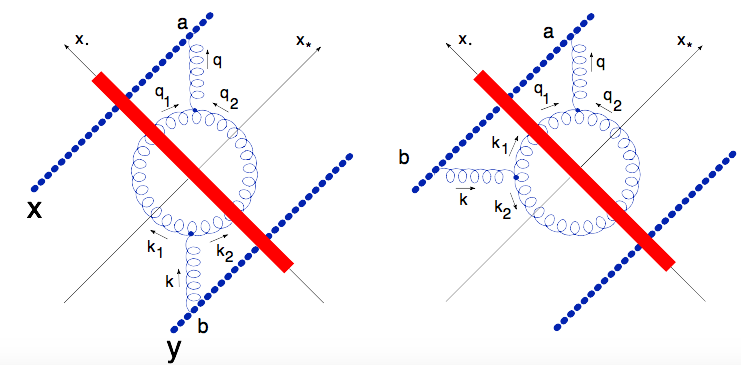 a
x.
x*
q
q1
q2
k1
k2
k
x
b
y
a
x.
x*
q
q1
q2
k1
b
k
k2